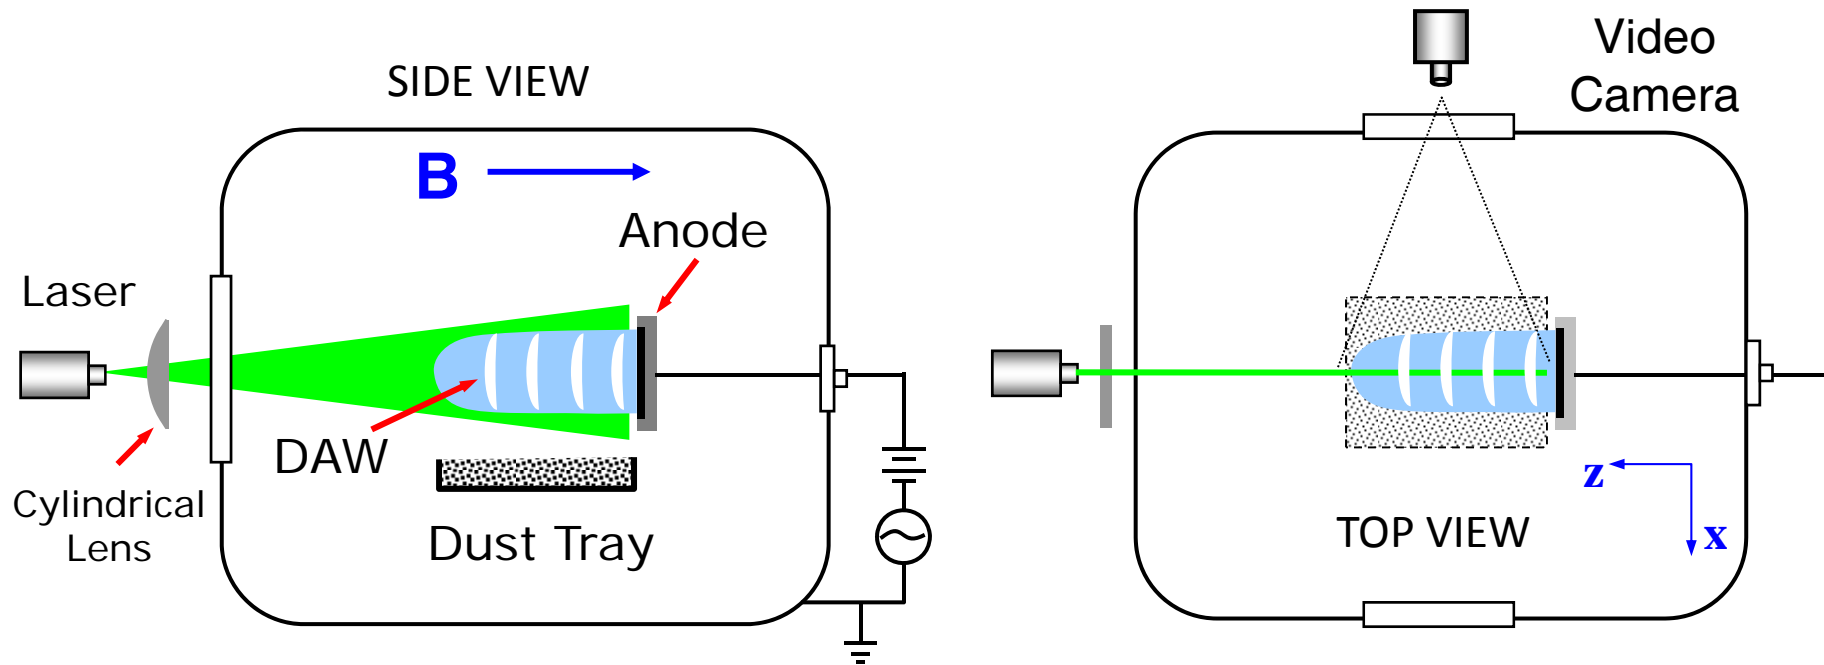 SIDE VIEW
B
Anode
Laser
DAW
Cylindrical
Lens
Dust Tray
Video
Camera
z
x
TOP VIEW